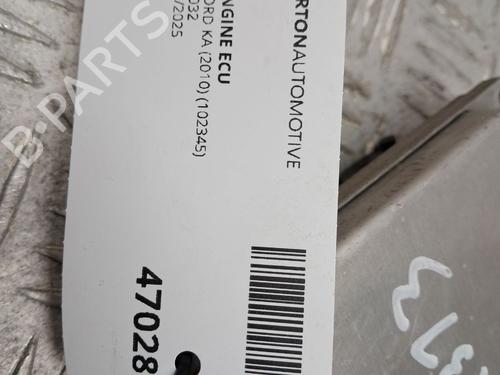 RTONAUTOMOTIVE
NGINE ECU
ORD KA (2010) (102345)
032
/2025
47028
B-PARTS